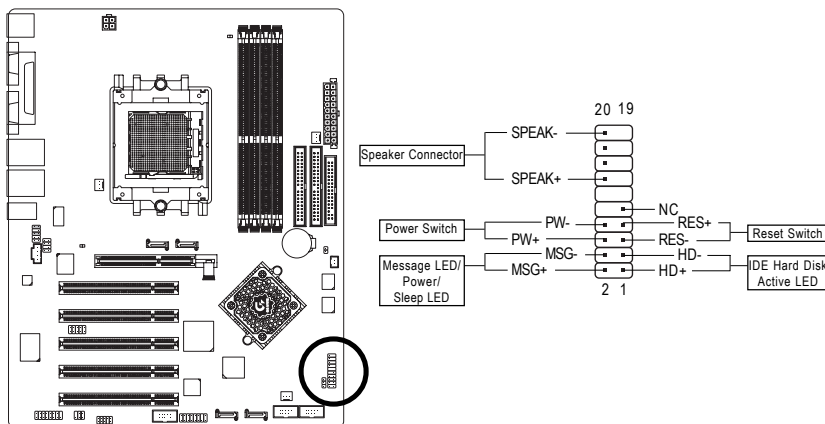 20 19
SPEAK-
Speaker Connector
SPEAK+
NC
PW-
RES+
Power Switch
Reset Switch
PW+
RES-
MSG-
HD-
Message LED/
Power/
Sleep LED
IDE Hard Disk
Active LED
MSG+
HD+
2 1